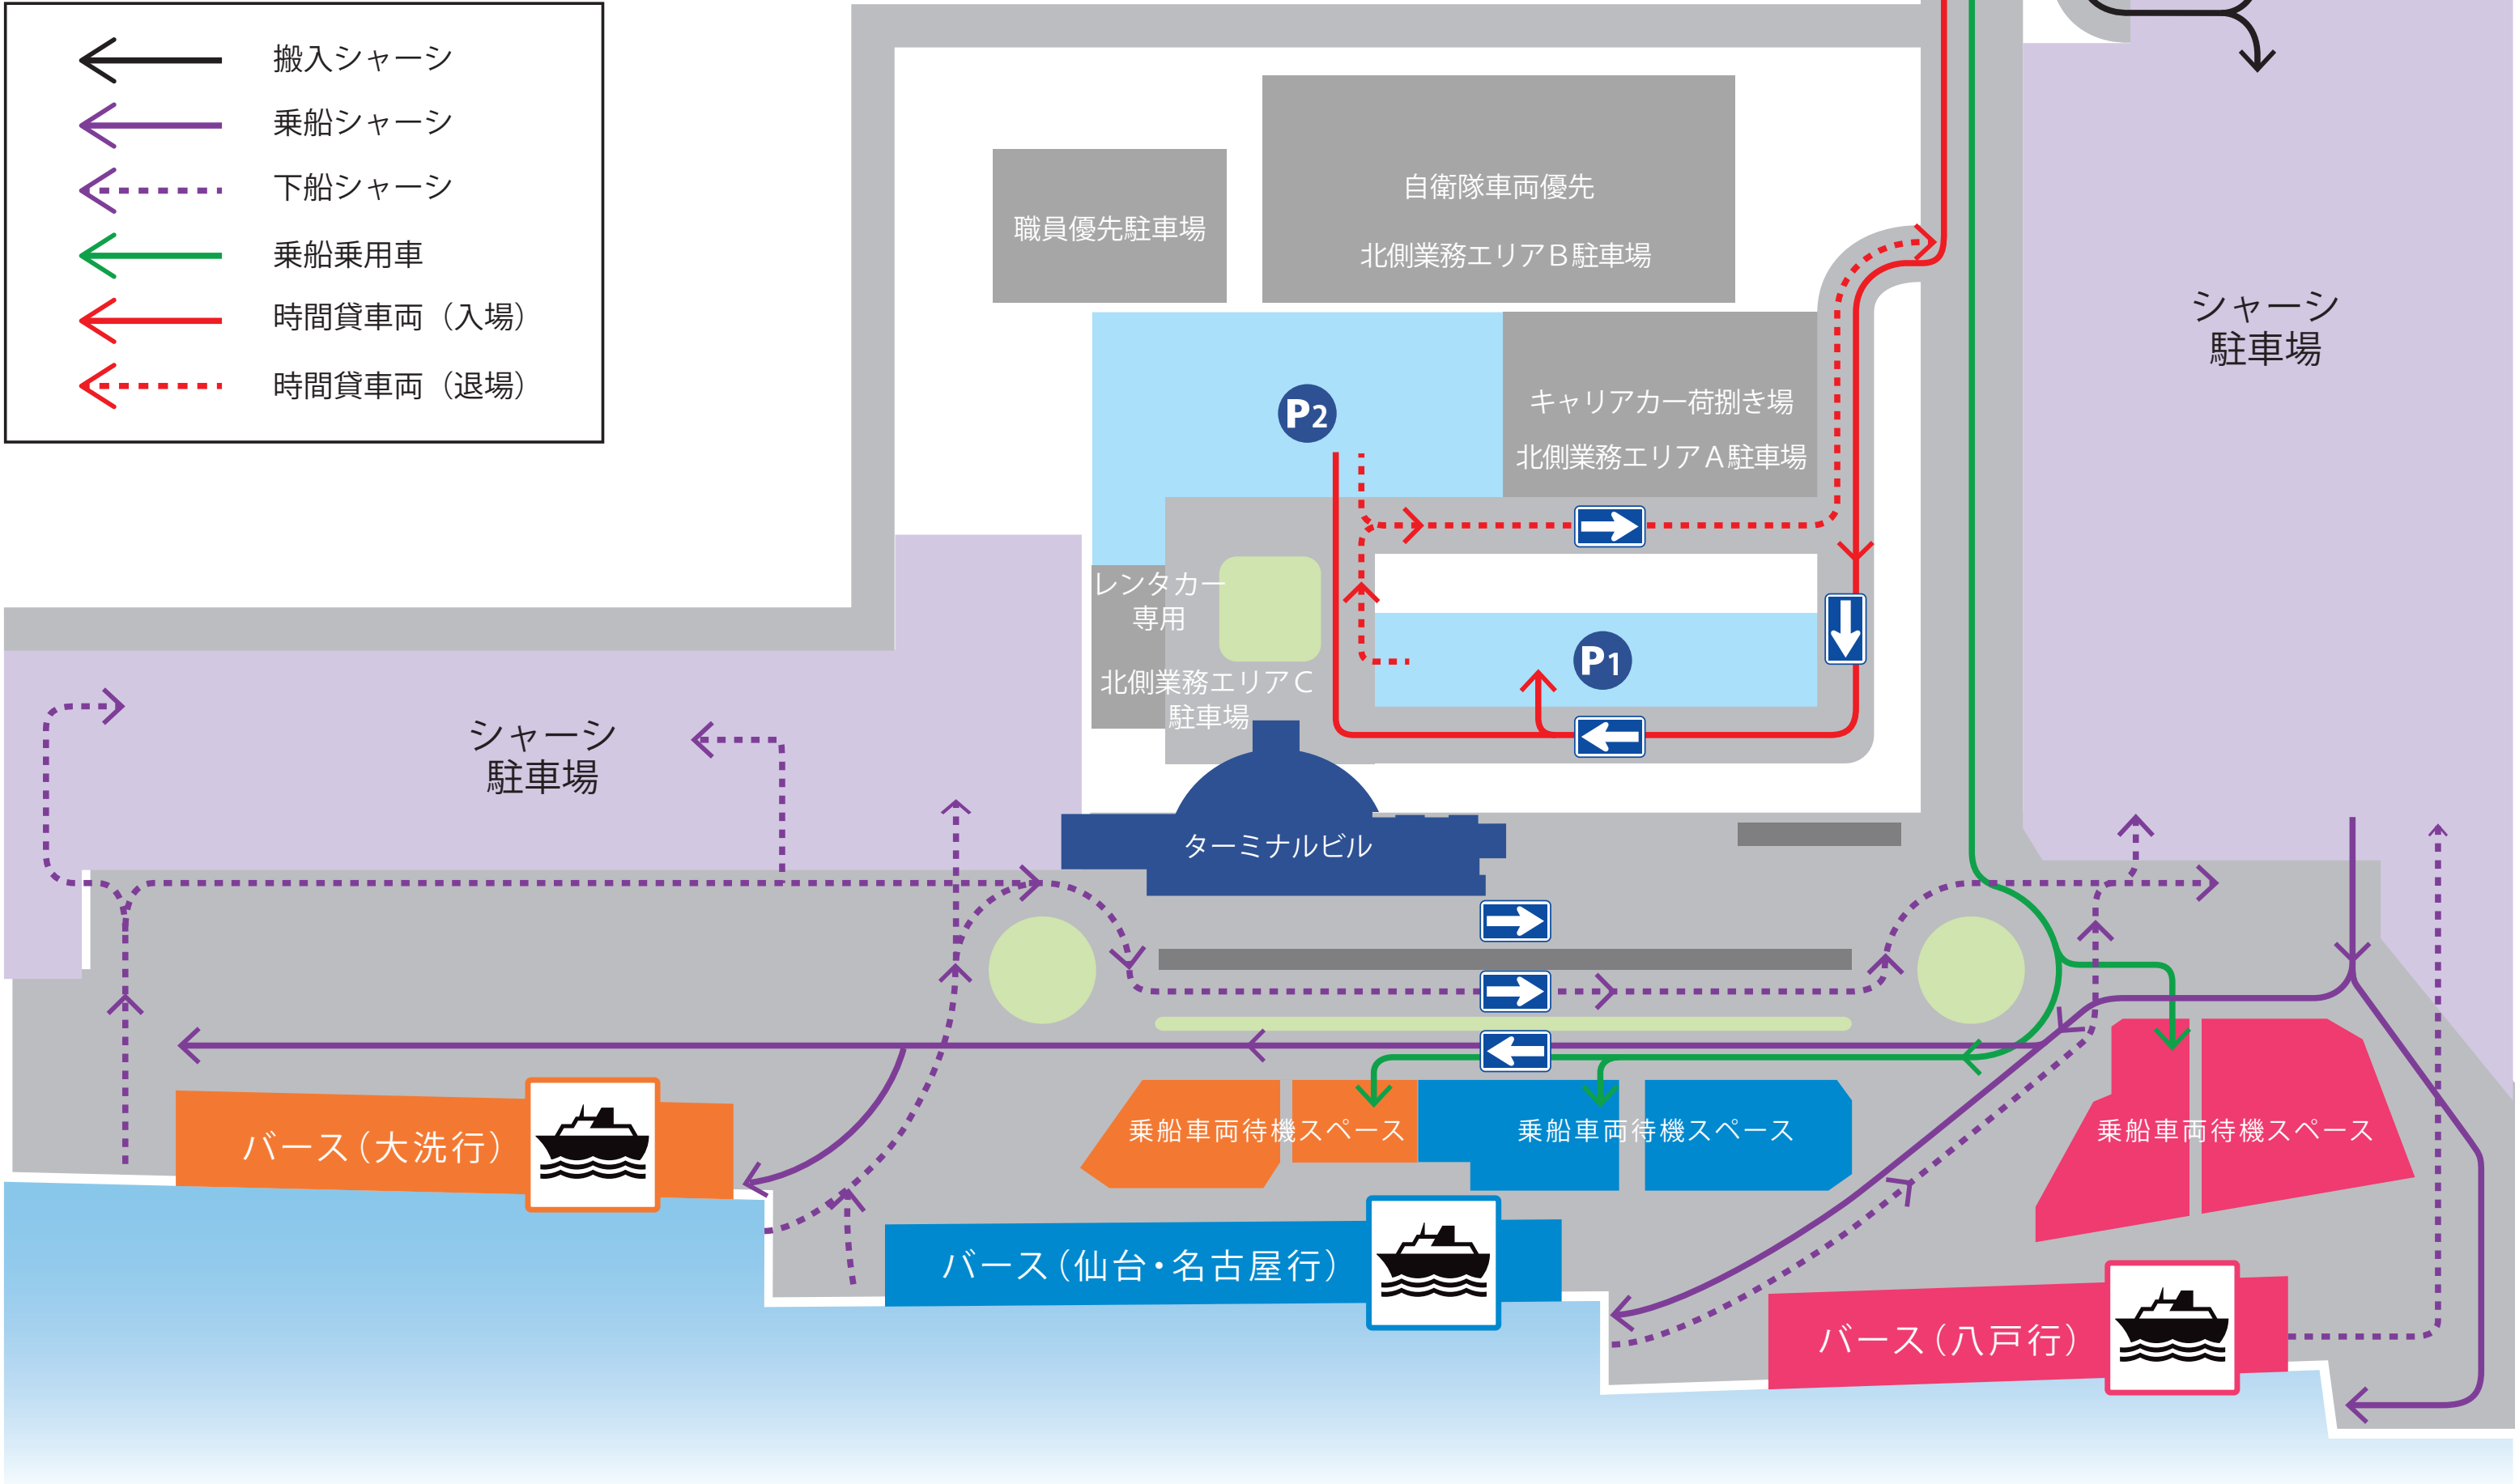 搬入シャーシ
乗船シャーシ
下船シャーシ
乗船乗用車
時間貸車両（入場）
時間貸車両（退場）
職員優先駐車場
自衛隊車両優先
北側業務エリアＢ駐車場
シャーシ
駐車場
P2
キャリアカー荷捌き場
北側業務エリアＡ駐車場
レンタカー
専用
北側業務エリアＣ
駐車場
P1
シャーシ
駐車場
ターミナルビル
乗船車両待機スペース
乗船車両待機スペース
乗船車両待機スペース
バース（大洗行）
バース（仙台・名古屋行）
バース（八戸行）